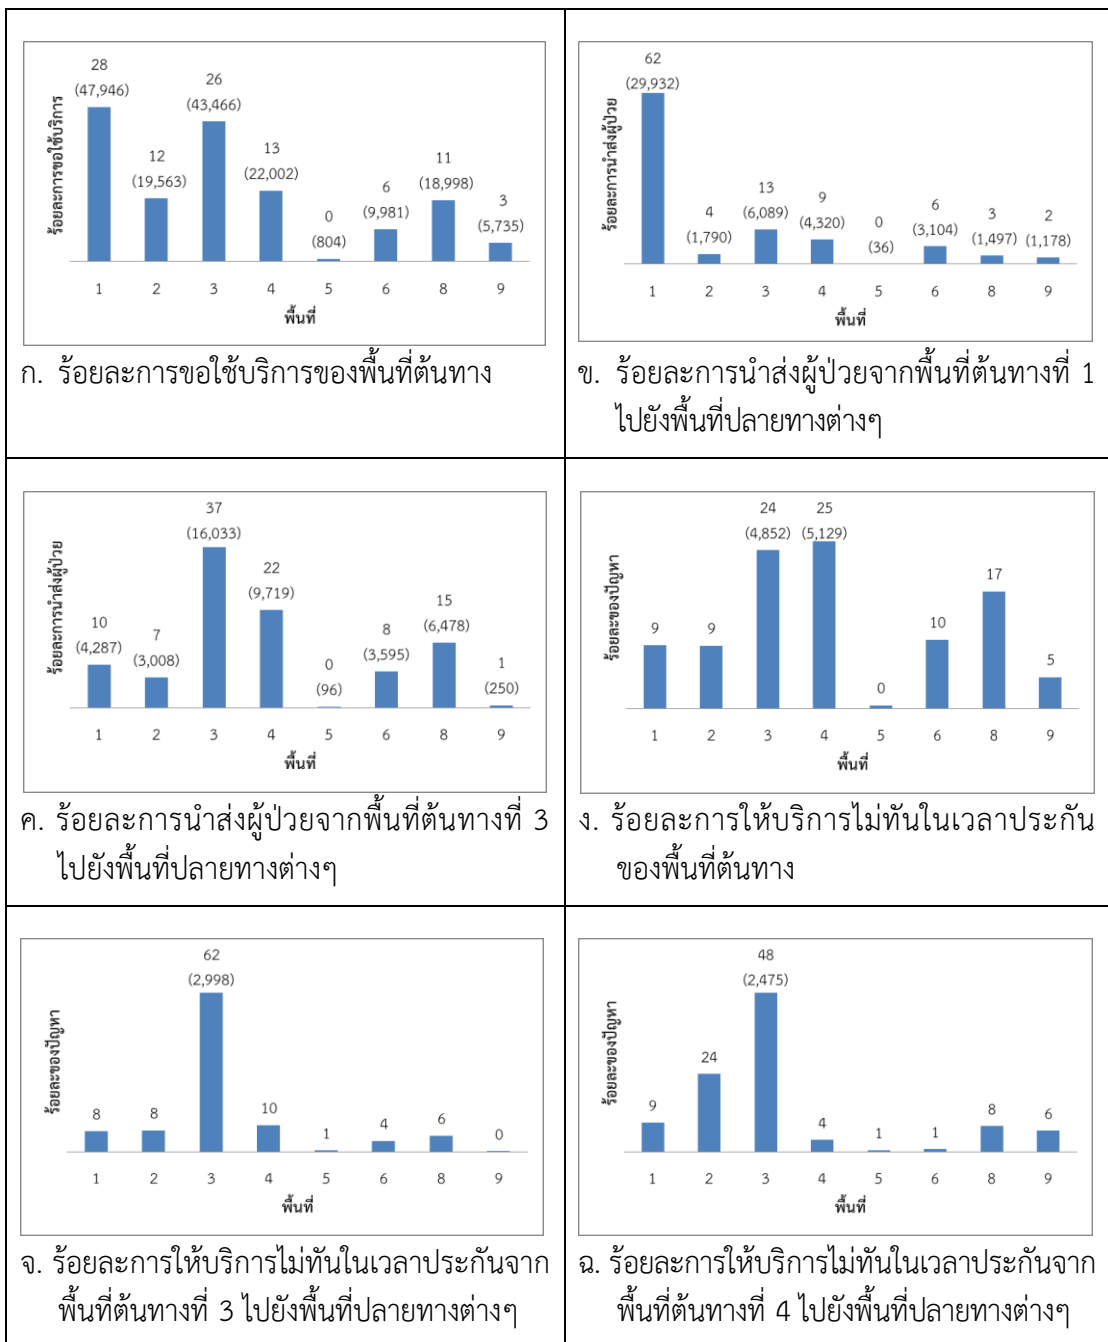 28
(47,946)
12
(19,563)
26
(43,466)
13
(22,002)
0
(804)
6
(9,981)
11
(18,998)
3
(5,735)
ร้อยละการขอใช้บริการ
1 2 3 4 5 6 8 9
พื้นที่
ก. ร้อยละการขอใช้บริการของพื้นที่ต้นทาง
62
(29,932)
4
(1,790)
13
(6,089)
9
(4,320)
0
(36)
6
(3,104)
3
(1,497)
2
(1,178)
ร้อยละการนำส่งผู้ป่วย
1 2 3 4 5 6 8 9
พื้นที่
ข. ร้อยละการนำส่งผู้ป่วยจากพื้นที่ต้นทางที่ 1
ไปยังพื้นที่ปลายทางต่างๆ
10
(4,287)
7
(3,008)
37
(16,033)
22
(9,719)
0
(96)
8
(3,595)
15
(6,478)
1
(250)
ร้อยละการนำส่งผู้ป่วย
1 2 3 4 5 6 8 9
พื้นที่
ค. ร้อยละการนำส่งผู้ป่วยจากพื้นที่ต้นทางที่ 3
ไปยังพื้นที่ปลายทางต่างๆ
9
9
24
(4,852)
25
(5,129)
0
10
17
5
ร้อยละของปัญหา
1 2 3 4 5 6 8 9
พื้นที่
ง. ร้อยละการให้บริการไม่ทันในเวลาประกัน
ของพื้นที่ต้นทาง
8
8
62
(2,998)
10
1
4
6
0
ร้อยละของปัญหา
1 2 3 4 5 6 8 9
พื้นที่
จ. ร้อยละการให้บริการไม่ทันในเวลาประกันจาก
พื้นที่ต้นทางที่ 3 ไปยังพื้นที่ปลายทางต่างๆ
9
24
48
(2,475)
4
1
1
8
6
ร้อยละของปัญหา
1 2 3 4 5 6 8 9
พื้นที่
ฉ. ร้อยละการให้บริการไม่ทันในเวลาประกันจาก
พื้นที่ต้นทางที่ 4 ไปยังพื้นที่ปลายทางต่างๆ